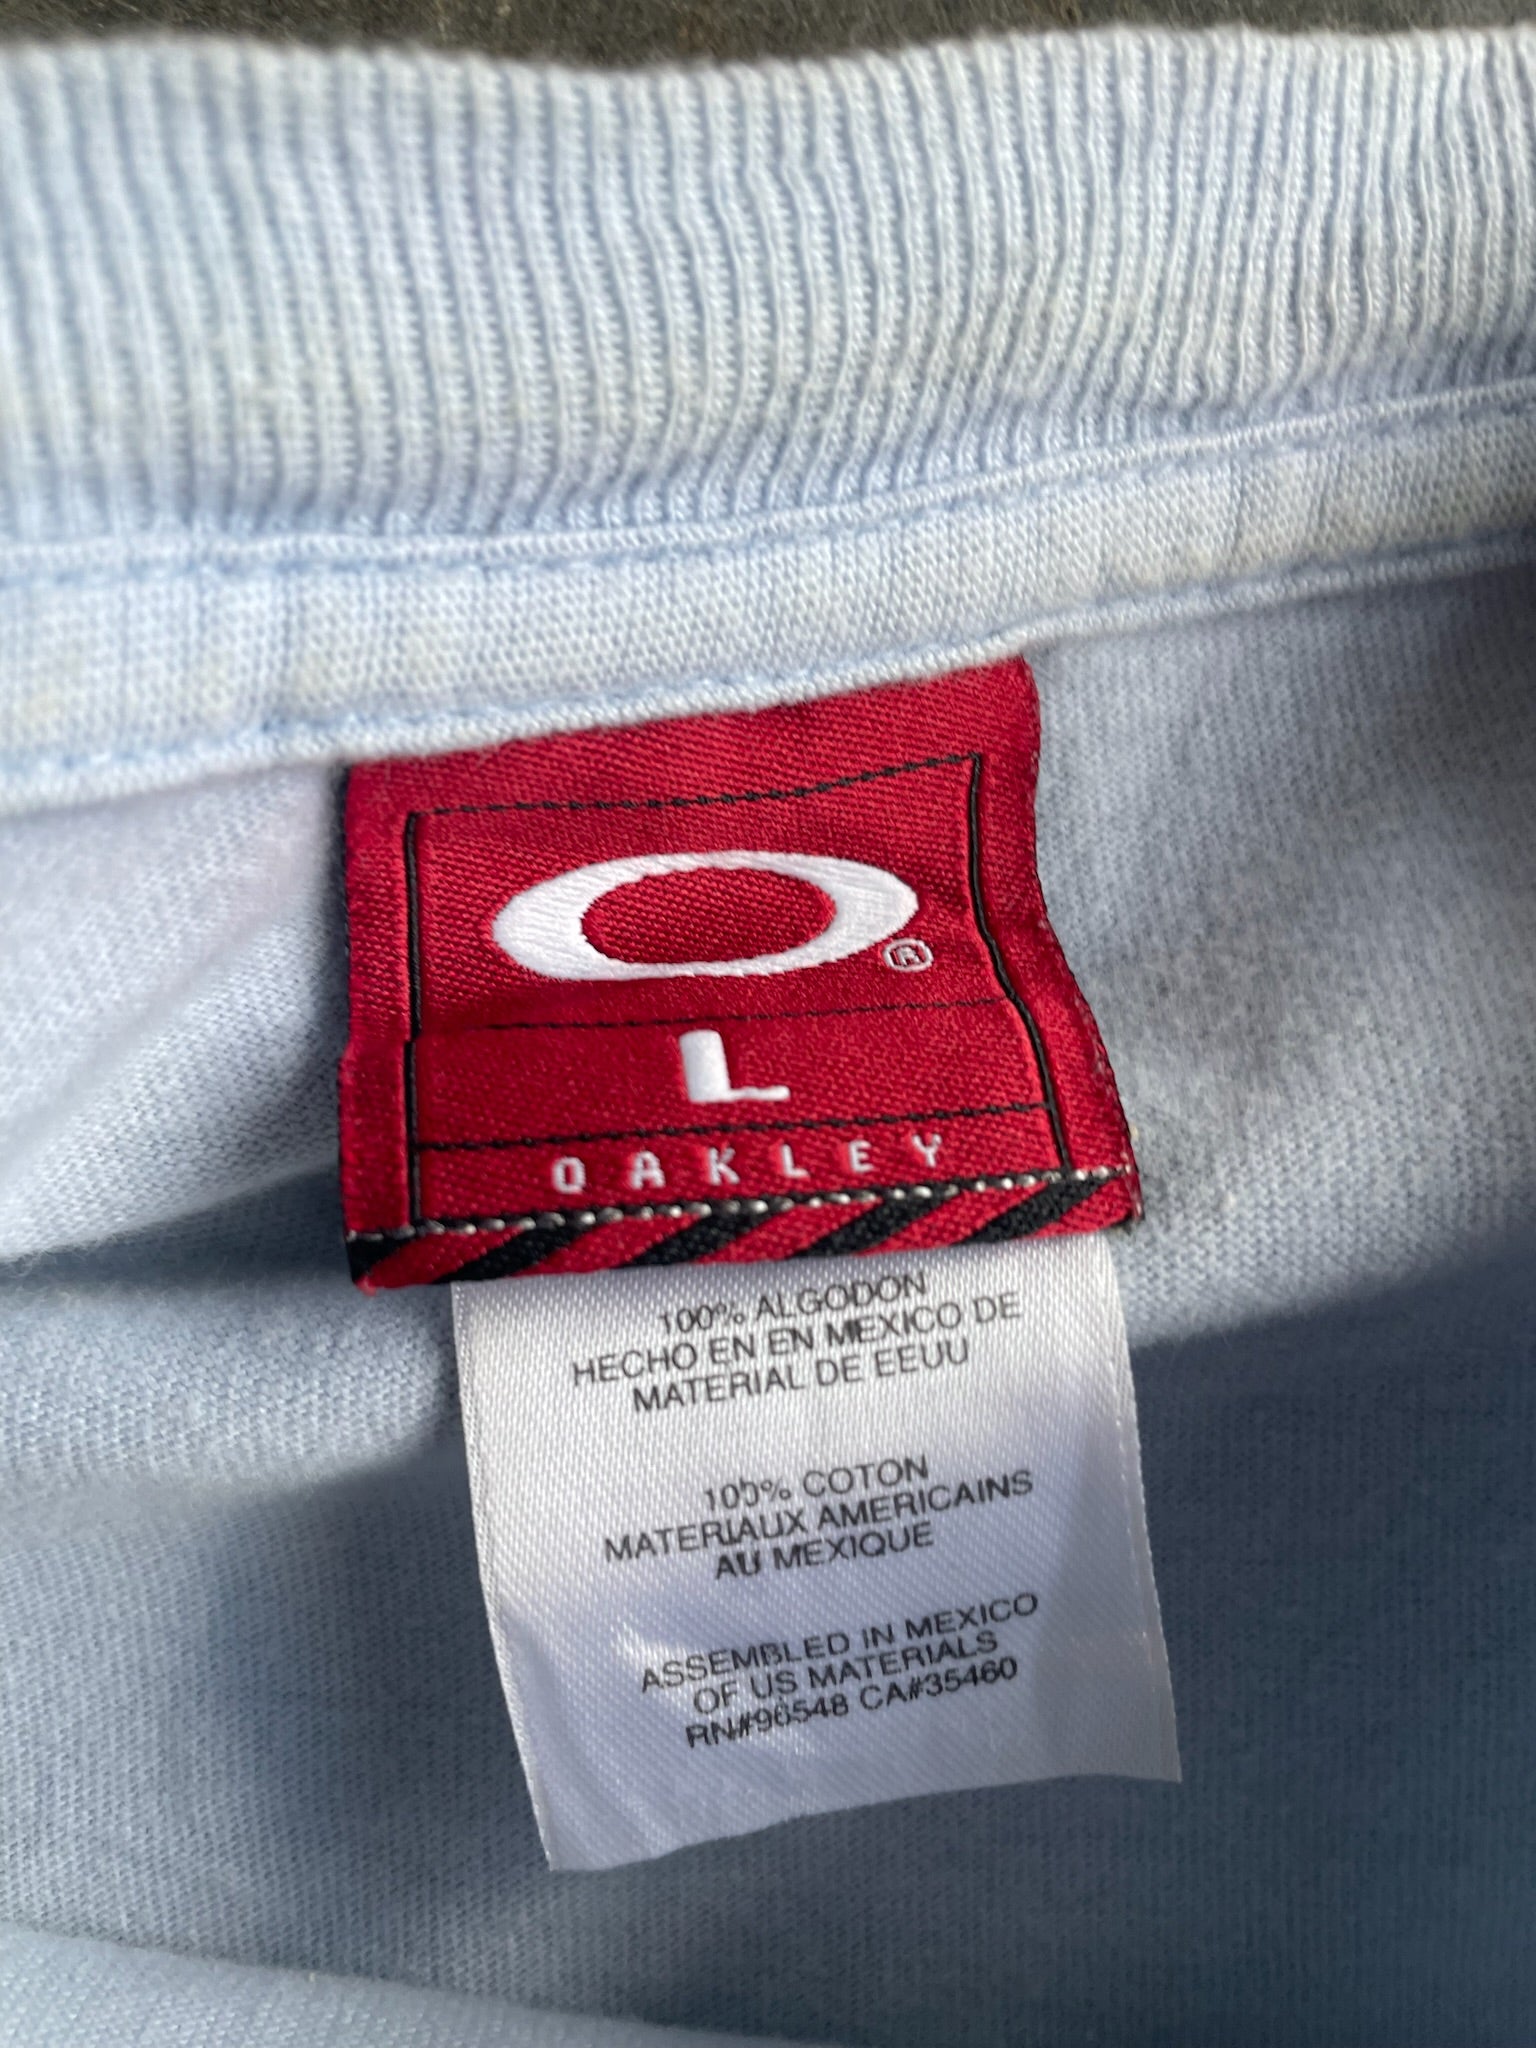 ®
L
OAKLEY
100% ALGODON
HECHO EN EN MEXICO DE
MATERIAL DE EEUU
100% COTON
MATERIAUX AMERICAINS
AU MEXIQUE
ASSEMBLED IN MEXICO
OF US MATERIALS
RN#96548 CA#35460